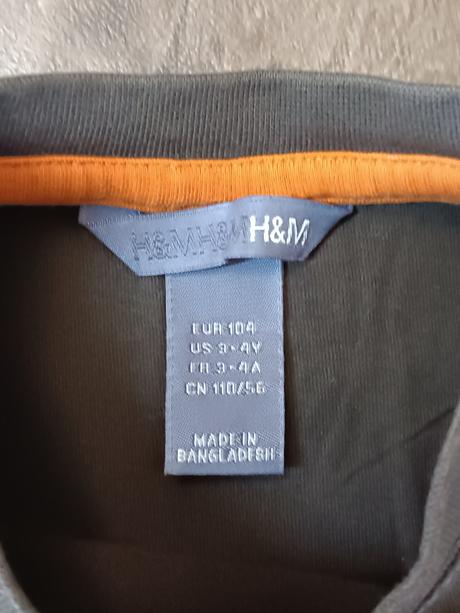 H&MH&MH&M
EUR 104
US 3-4Y
FR 3-4A
CN 110/56
MADE IN
BANGLADESH